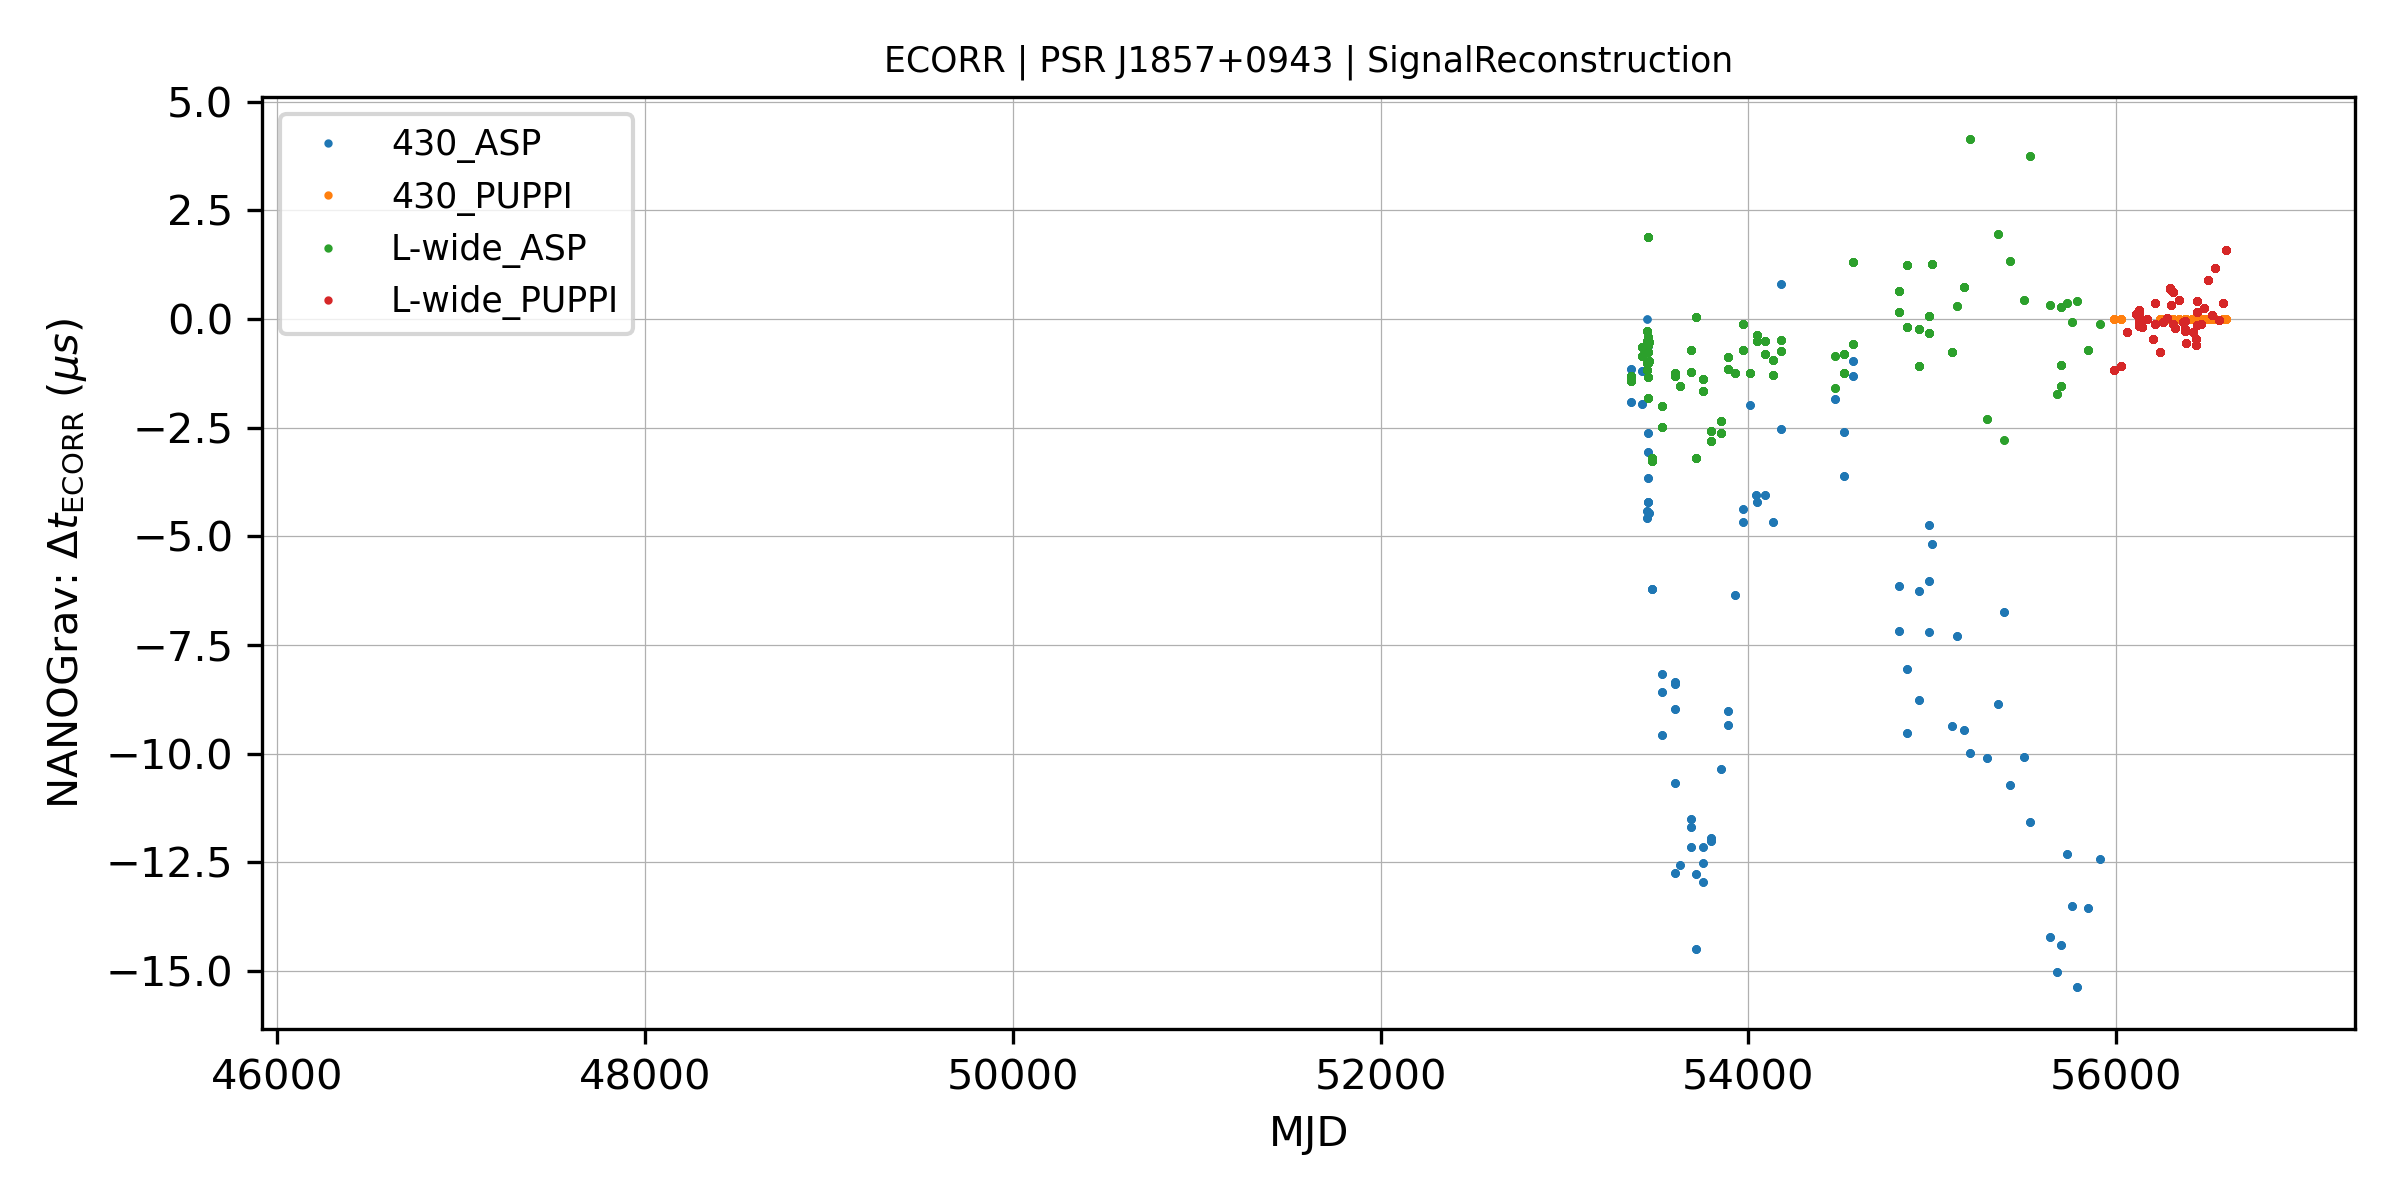 ECORR | PSR J1857+0943 | SignalReconstruction
5.0
2.5
0.0
−2.5
−5.0
−7.5
−10.0
−12.5
−15.0
NANOGrav: Δt_ECORR (μs)
430_ASP
430_PUPPI
L-wide_ASP
L-wide_PUPPI
46000 48000 50000 52000 54000 56000
MJD